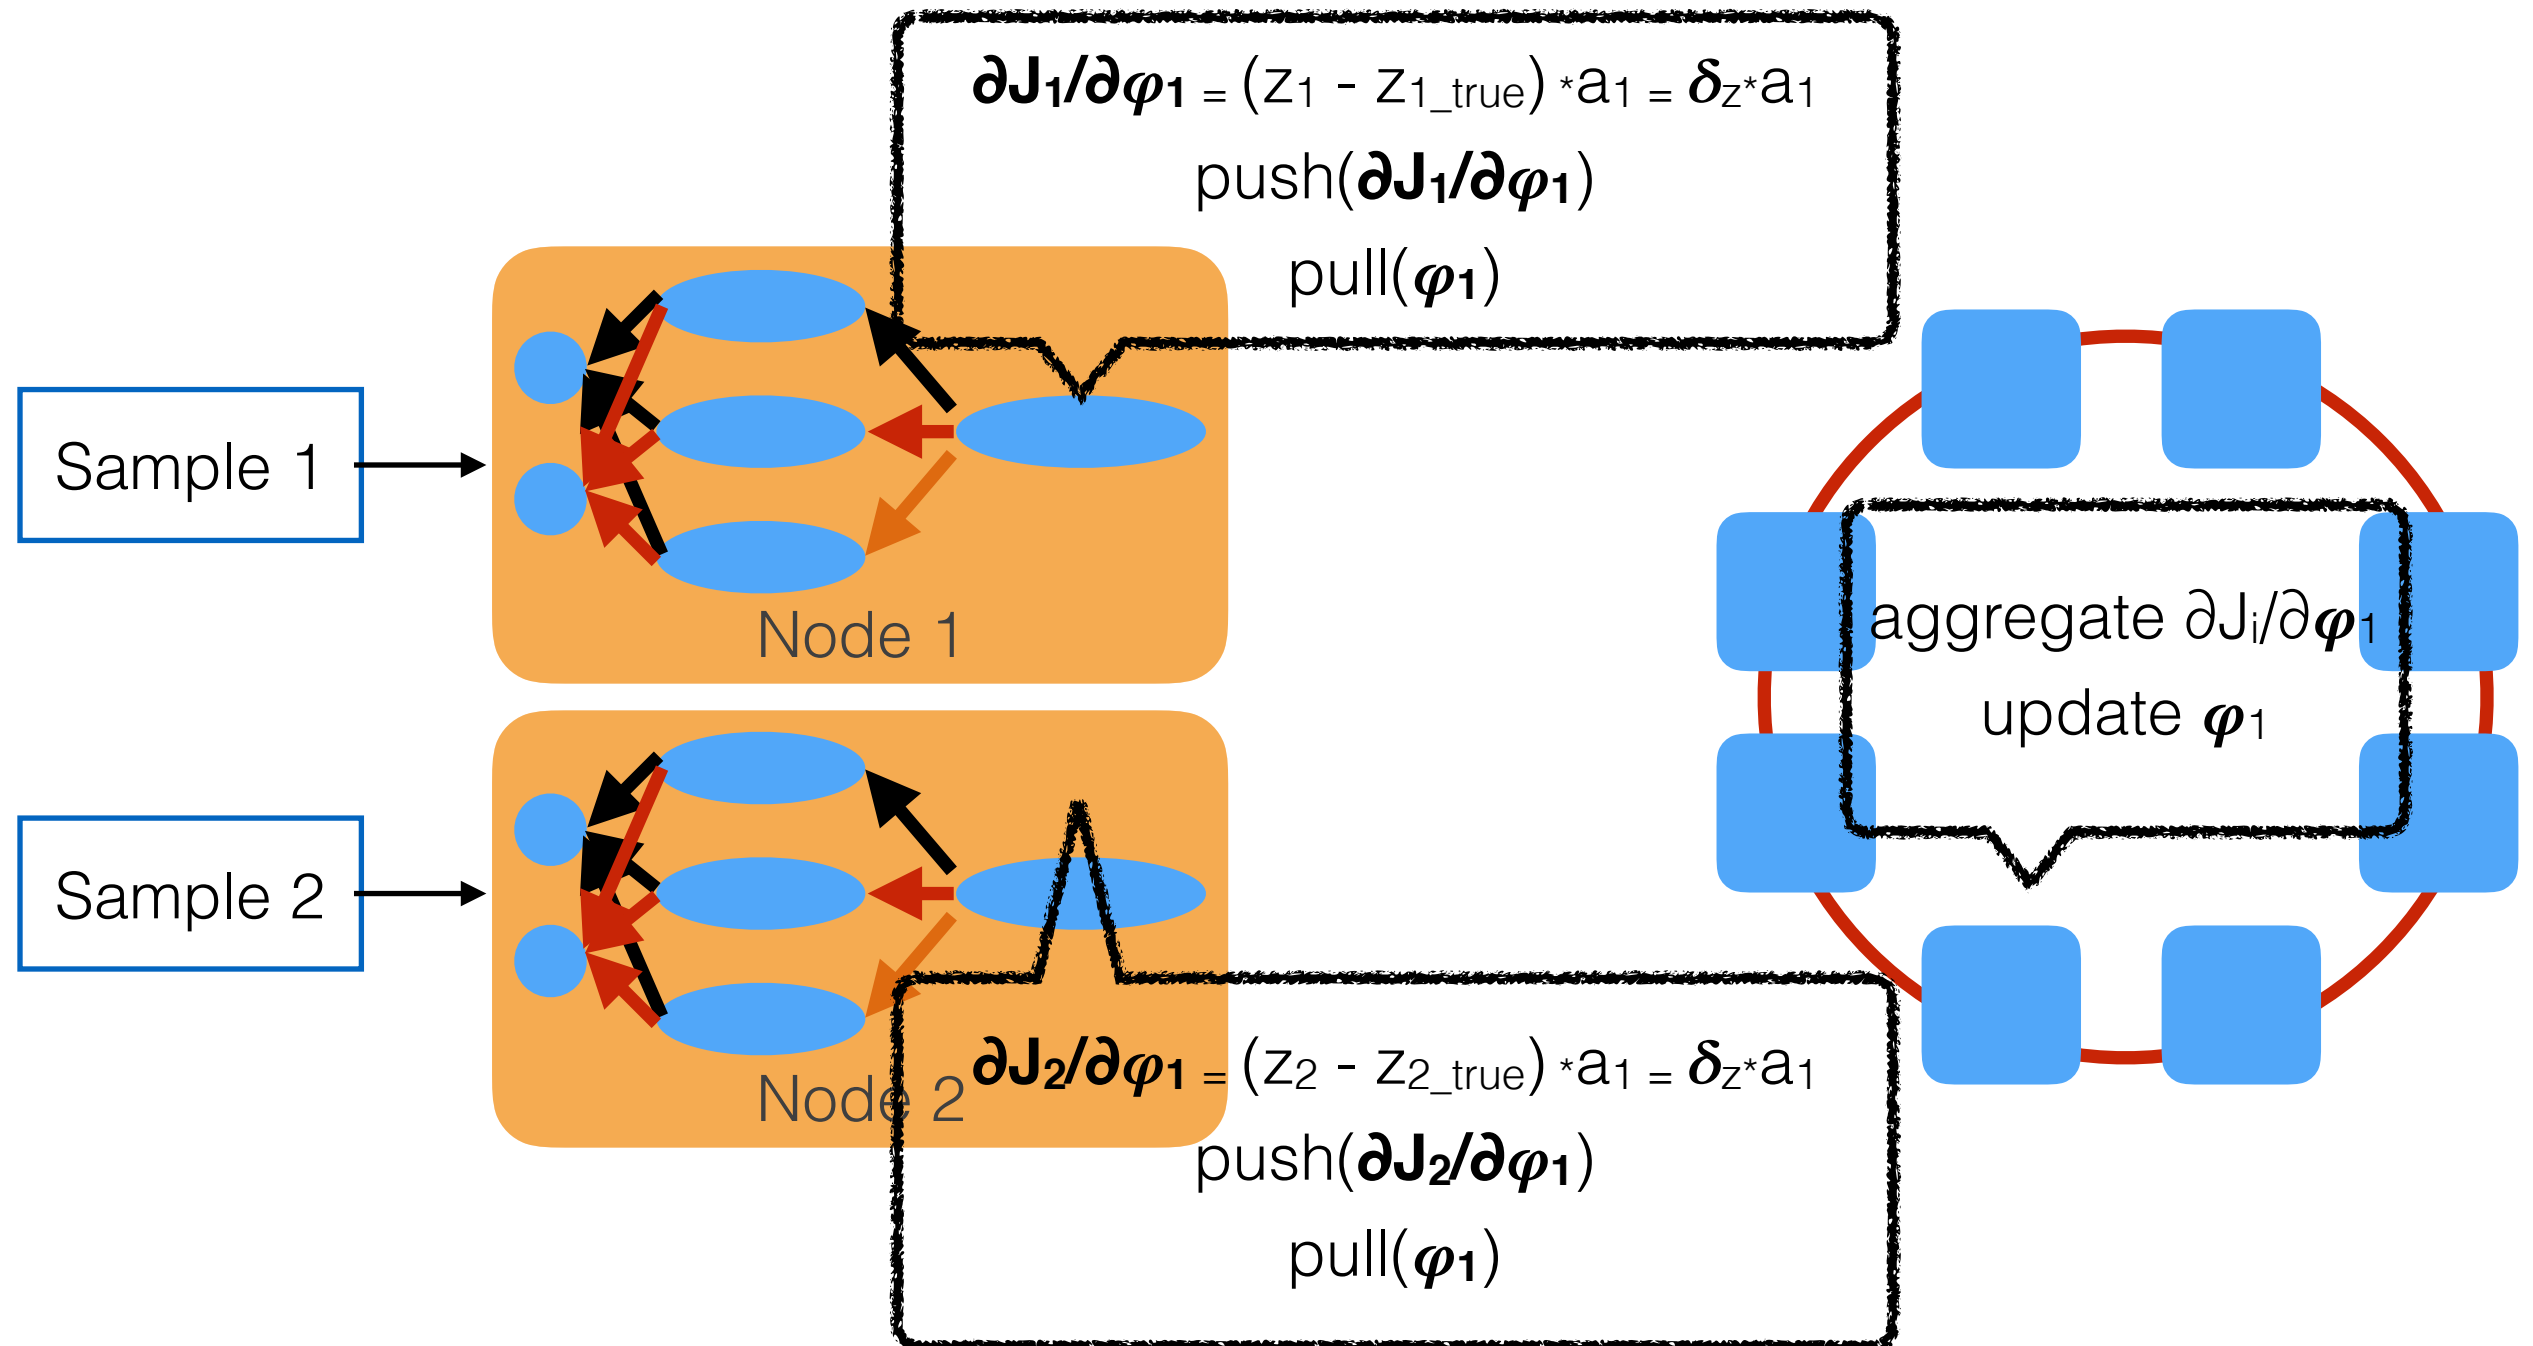 ∂J₁/∂φ₁ = (z₁ - z₁_true) *a₁ = δz*a₁
push(∂J₁/∂φ₁)
pull(φ₁)
Sample 1
Node 1
aggregate ∂Jᵢ/∂φ₁
update φ₁
Sample 2
Node 2
∂J₂/∂φ₁ = (z₂ - z₂_true) *a₁ = δz*a₁
push(∂J₂/∂φ₁)
pull(φ₁)